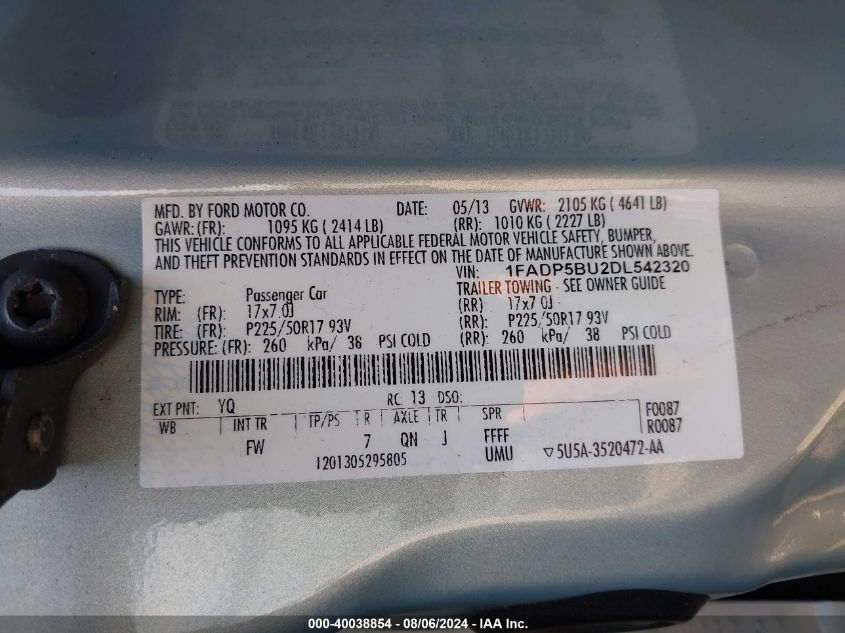 MFD. BY FORD MOTOR CO. DATE: 05/13 GVWR: 2105 KG ( 4641 LB)
GAWR:(FR): 1095 KG ( 2414 LB) (RR): 1010 KG ( 2227 LB)
THIS VEHICLE CONFORMS TO ALL APPLICABLE FEDERAL MOTOR VEHICLE SAFETY, BUMPER,
AND THEFT PREVENTION STANDARDS IN EFFECT ON THE DATE OF MANUFACTURE SHOWN ABOVE.
VIN: 1FADP5BU2DL542320
TYPE: Passenger Car TRAILER TOWING - SEE OWNER GUIDE
RIM: (FR): 17x7.0J (RR): 17x7.0J
TIRE: (FR): P225/50R17 93V (RR): P225/50R17 93V
PRESSURE: (FR): 260 kPa/ 38 PSI COLD (RR): 260 kPa/ 38 PSI COLD
EXT PNT: YQ RC: 13 DSO:
WB INT TR TP/PS R AXLE TR SPR F0087
FW 7 QN J FFFF R0087
1201305295805 UMU ▽5U5A-3520472-AA
000-40038854 - 08/06/2024 - IAA Inc.